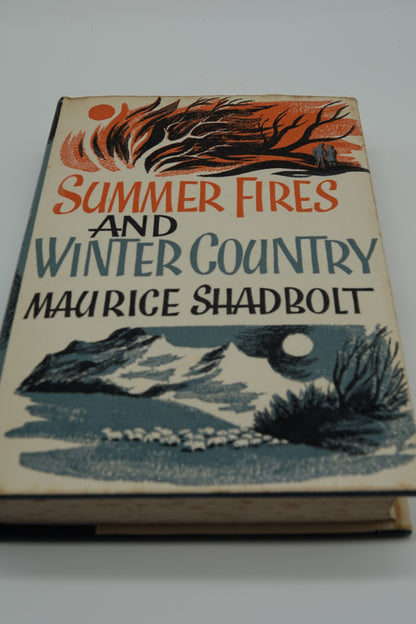 SUMMER FIRES
AND
WINTER COUNTRY
MAURICE SHADBOLT